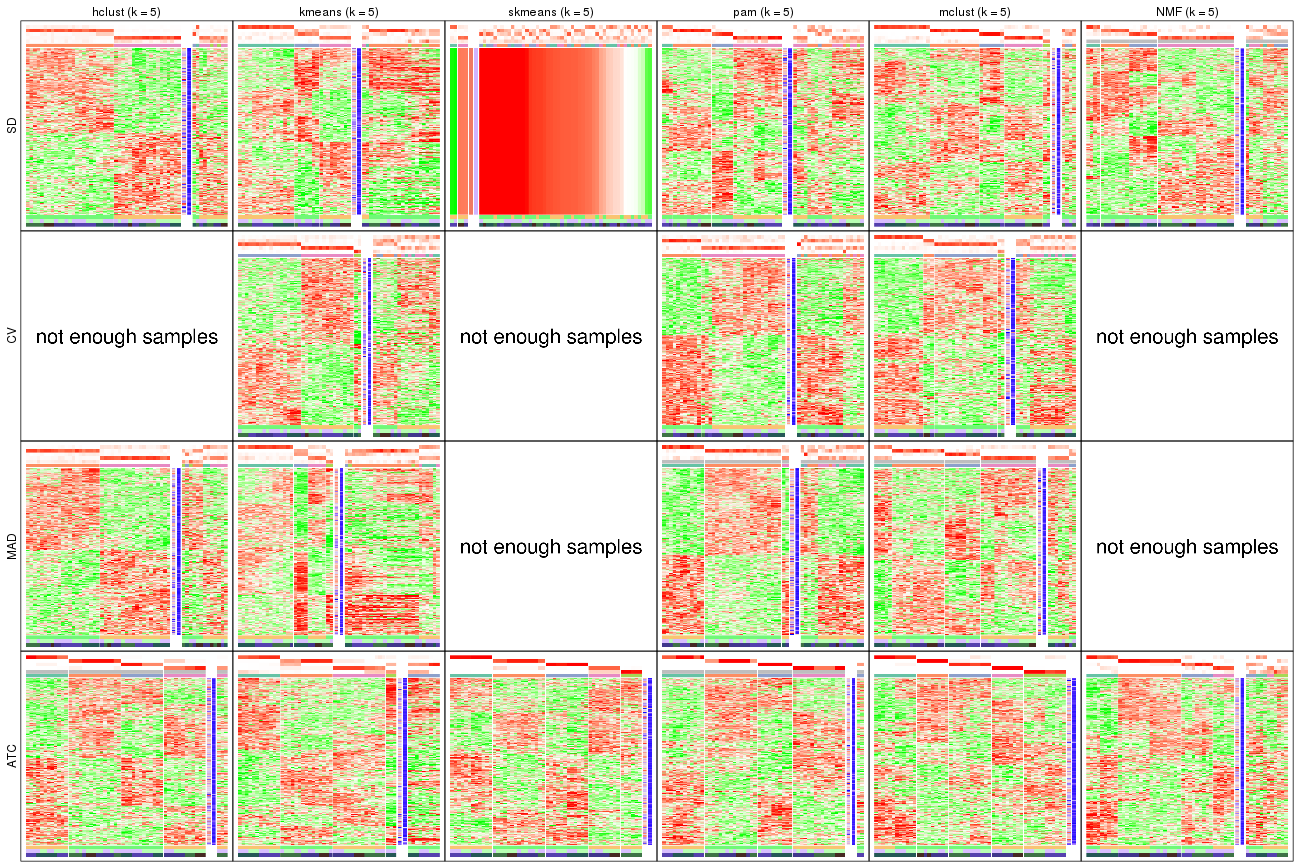 hclust (k = 5) kmeans (k = 5) skmeans (k = 5) pam (k = 5) mclust (k = 5) NMF (k = 5)
SD
CV
not enough samples not enough samples not enough samples
MAD
not enough samples not enough samples
ATC